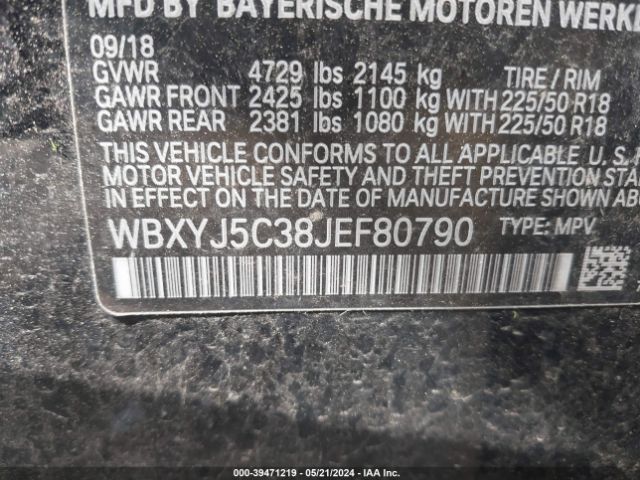 MFD BY BAYERISCHE MOTOREN
09/18
GVWR 4729 lbs 2145 kg TIRE / RIM
GAWR FRONT 2425 lbs 1100 kg WITH 225/50 R18
GAWR REAR 2381 lbs 1080 kg WITH 225/50 R18
THIS VEHICLE CONFORMS TO ALL APPLICABLE U. S.
MOTOR VEHICLE SAFETY AND THEFT PREVENTION
IN EFFECT ON THE DATE OF MANUFACTURE SHOWN
WBXYJ5C38JEF80790 TYPE: MPV
000-39471219 - 05/21/2024 - IAA Inc.